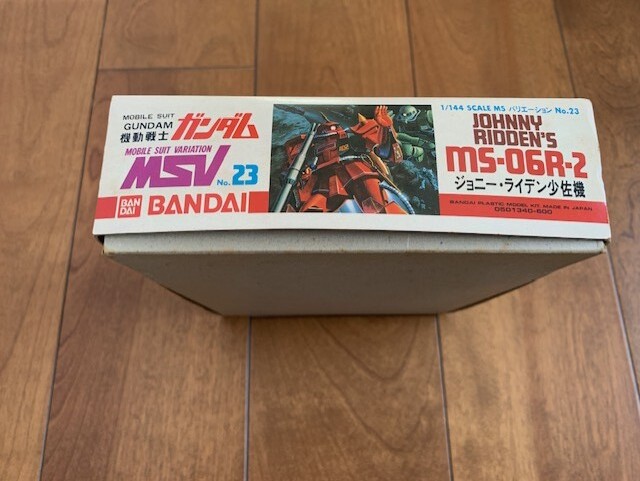 MOBILE SUIT
GUNDAM
機動戦士 ガンダム
MOBILE SUIT VARIATION
MSV No.23
BAN
DAI BANDAI
1/144 SCALE MS バリエーション No.23
JOHNNY
RIDDEN'S
MS-06R-2
ジョニー・ライデン少佐機
BANDAI PLASTIC MODEL KIT, MADE IN JAPAN
0501340-600